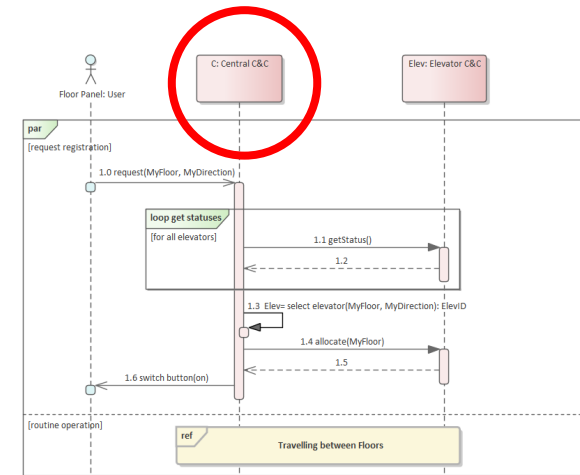 C: Central C&C
Elev: Elevator C&C
Floor Panel: User
par
[request registration]
1.0 request(MyFloor, MyDirection)
loop get statuses
[for all elevators]
1.1 getStatus()
1.2
1.3 Elev= select elevator(MyFloor, MyDirection): ElevID
1.4 allocate(MyFloor)
1.5
1.6 switch button(on)
[routine operation]
ref
Travelling between Floors